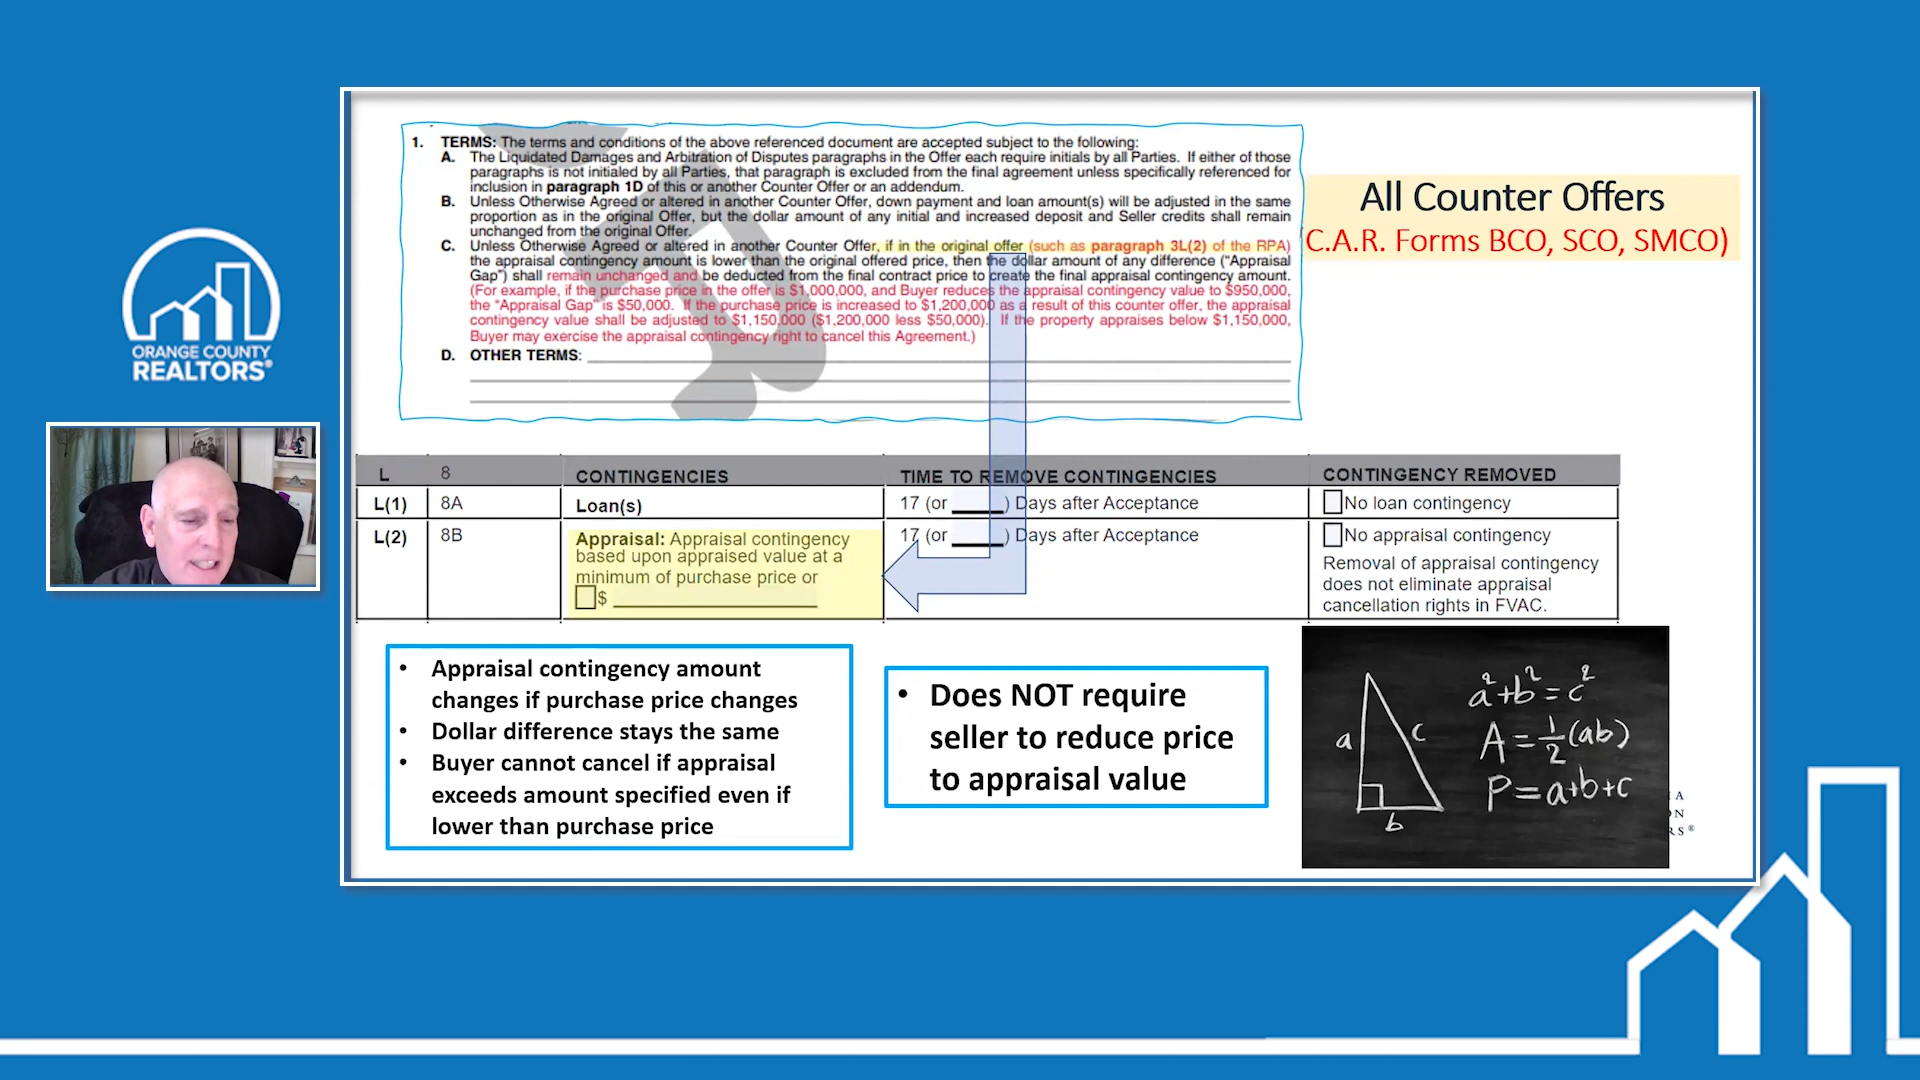 1. TERMS: The terms and conditions of the above referenced document are accepted subject to the following:
A. The Liquidated Damages and Arbitration of Disputes paragraphs in the Offer each require initials by all Parties. If either of those
paragraphs is not initialed by all Parties, that paragraph is excluded from the final agreement unless specifically referenced for
inclusion in paragraph 1D of this or another Counter Offer or an addendum.
B. Unless Otherwise Agreed or altered in another Counter Offer, down payment and loan amount(s) will be adjusted in the same
proportion as in the original Offer, but the dollar amount of any initial and increased deposit and Seller credits shall remain
unchanged from the original Offer.
C. Unless Otherwise Agreed or altered in another Counter Offer, if in the original offer (such as paragraph 3L(2) of the RPA)
the appraisal contingency amount is lower than the original offered price, then the dollar amount of any difference ("Appraisal
Gap") shall remain unchanged and be deducted from the final contract price to create the final appraisal contingency amount.
(For example, if the purchase price in the offer is $1,000,000, and Buyer reduces the appraisal contingency value to $950,000,
the "Appraisal Gap" is $50,000. If the purchase price is increased to $1,200,000 as a result of this counter offer, the appraisal
contingency value shall be adjusted to $1,150,000 ($1,200,000 less $50,000). If the property appraises below $1,150,000,
Buyer may exercise the appraisal contingency right to cancel this Agreement.)
D. OTHER TERMS:
All Counter Offers
(C.A.R. Forms BCO, SCO, SMCO)
ORANGE COUNTY
REALTORS®
L 8 CONTINGENCIES TIME TO REMOVE CONTINGENCIES CONTINGENCY REMOVED
L(1) 8A Loan(s) 17 (or ____) Days after Acceptance No loan contingency
L(2) 8B Appraisal: Appraisal contingency 17 (or ____) Days after Acceptance No appraisal contingency
based upon appraised value at a
minimum of purchase price or
$
Removal of appraisal contingency
does not eliminate appraisal
cancellation rights in FVAC.
• Appraisal contingency amount
changes if purchase price changes
• Dollar difference stays the same
• Buyer cannot cancel if appraisal
exceeds amount specified even if
lower than purchase price
• Does NOT require
seller to reduce price
to appraisal value
a c b
a²+b²=c²
A=½(ab)
P=a+b+c